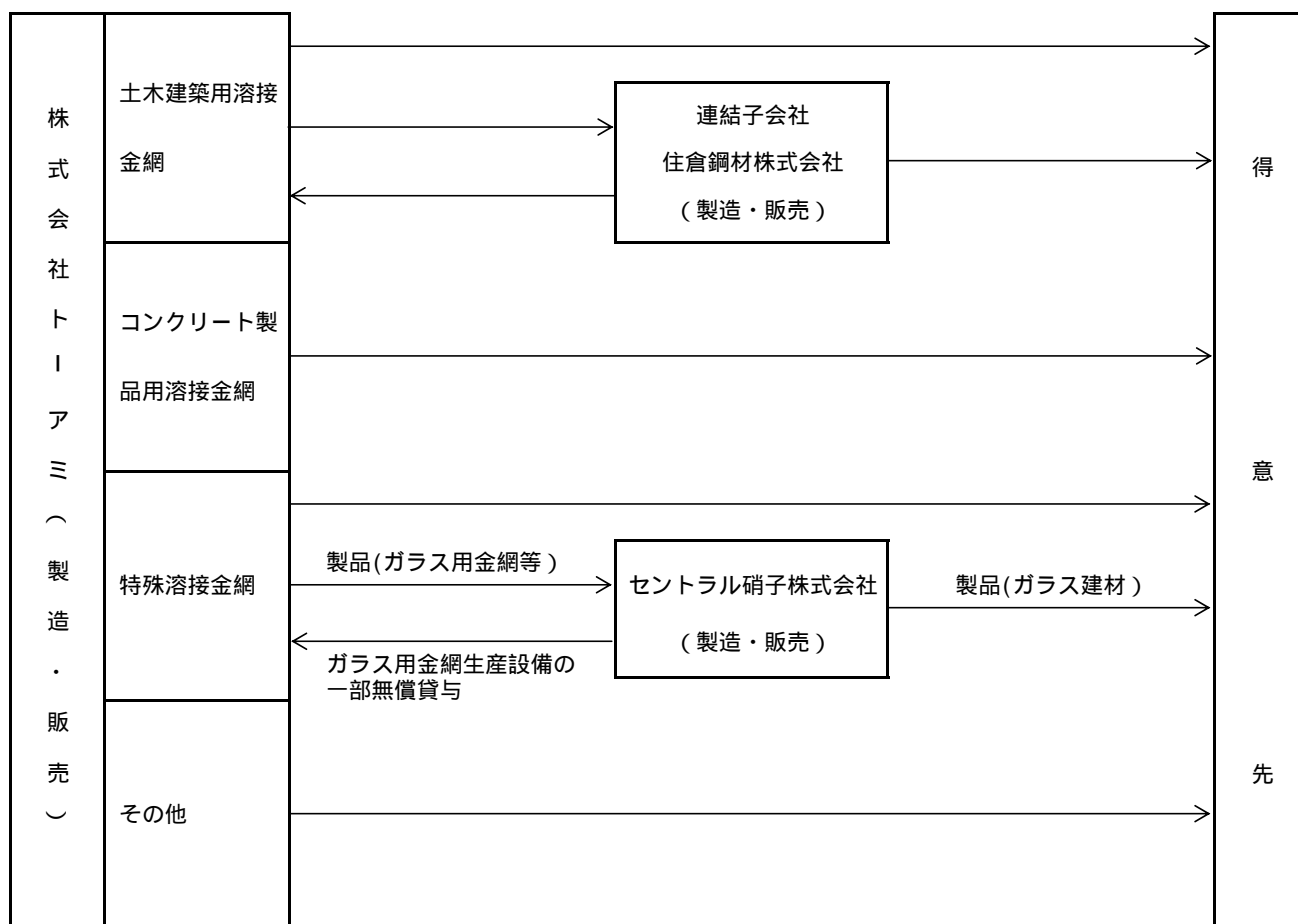 株式会社トーアミ(製造・販売)
土木建築用溶接
金網
連結子会社
住倉鋼材株式会社
(製造・販売)
コンクリート製
品用溶接金網
特殊溶接金網
製品(ガラス用金網等)
セントラル硝子株式会社
(製造・販売)
製品(ガラス建材)
ガラス用金網生産設備の
一部無償貸与
その他
得意先